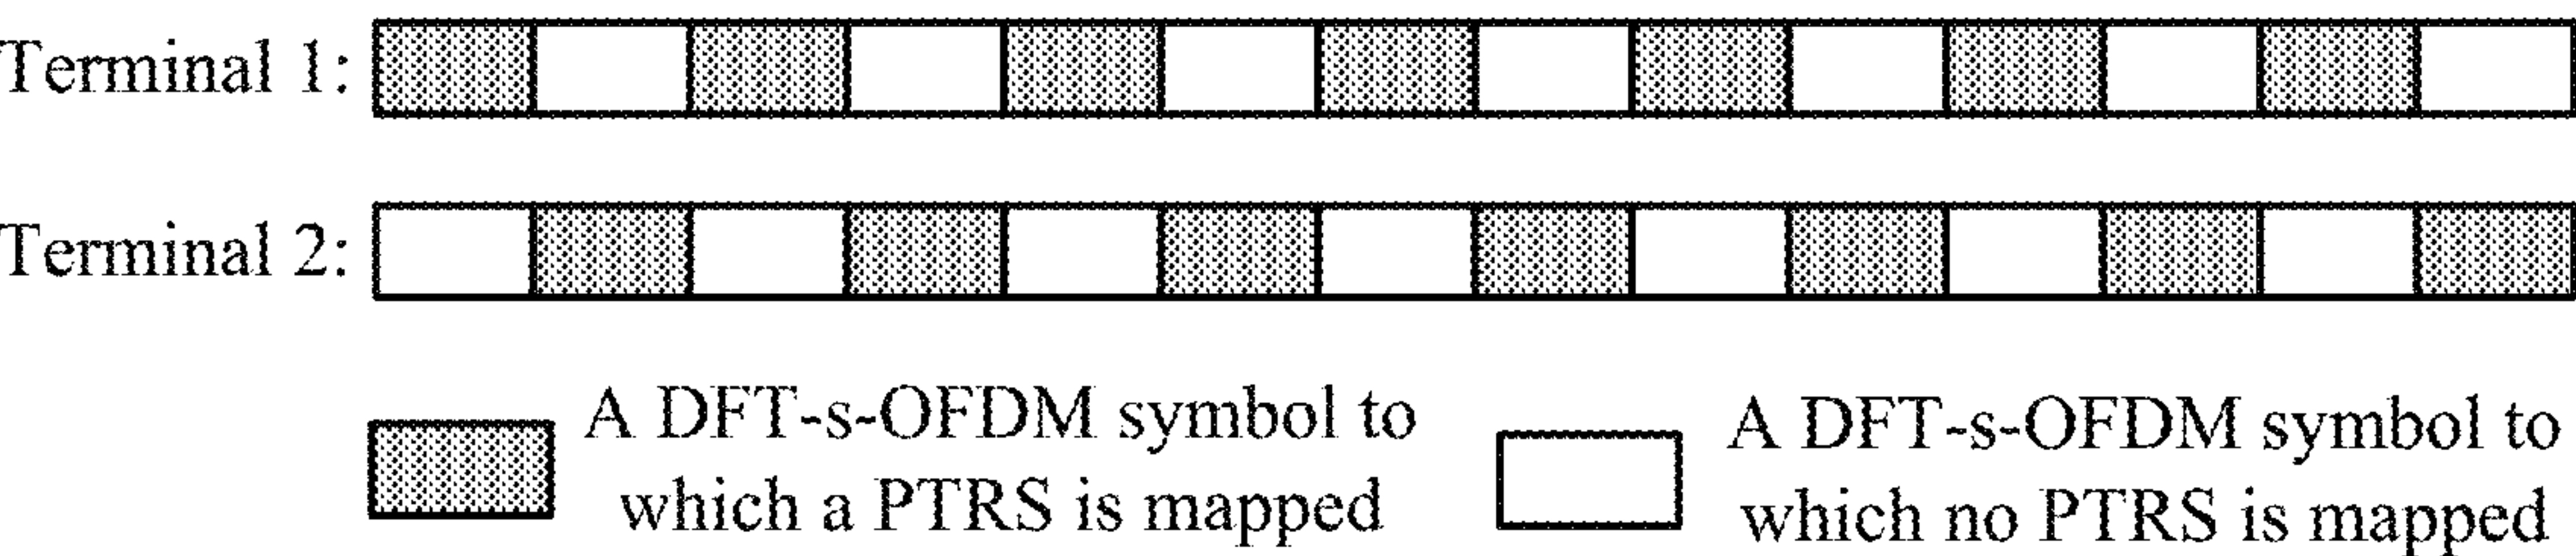 Terminal 1:
Terminal 2:
A DFT-s-OFDM symbol to
which a PTRS is mapped
A DFT-s-OFDM symbol to
which no PTRS is mapped